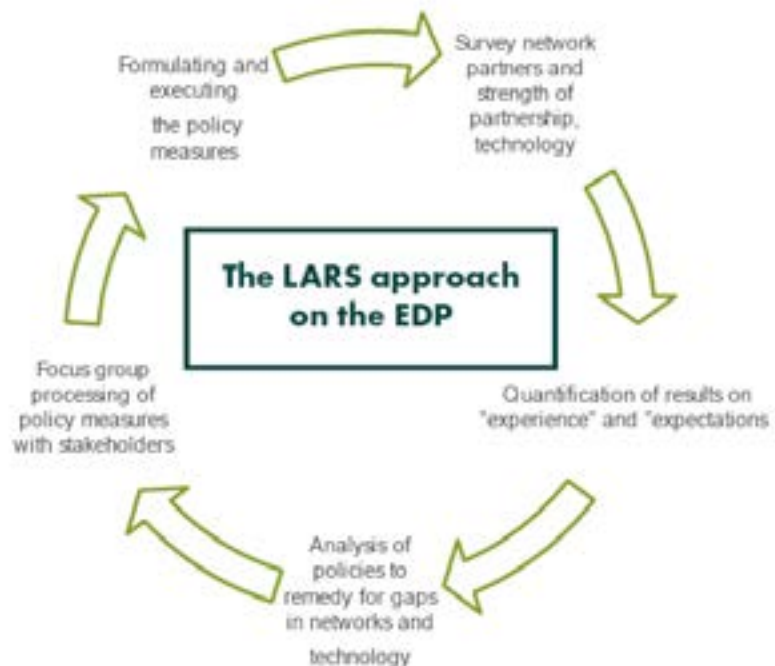 The LARS approach
on the EDP
Survey network
partners and
strength of
partnership,
technology
Quantification of results on
"experience" and "expectations
Analysis of
policies to
remedy for gaps
in networks and
technology
Focus group
processing of
policy measures
with stakeholders
Formulating and
executing
the policy
measures